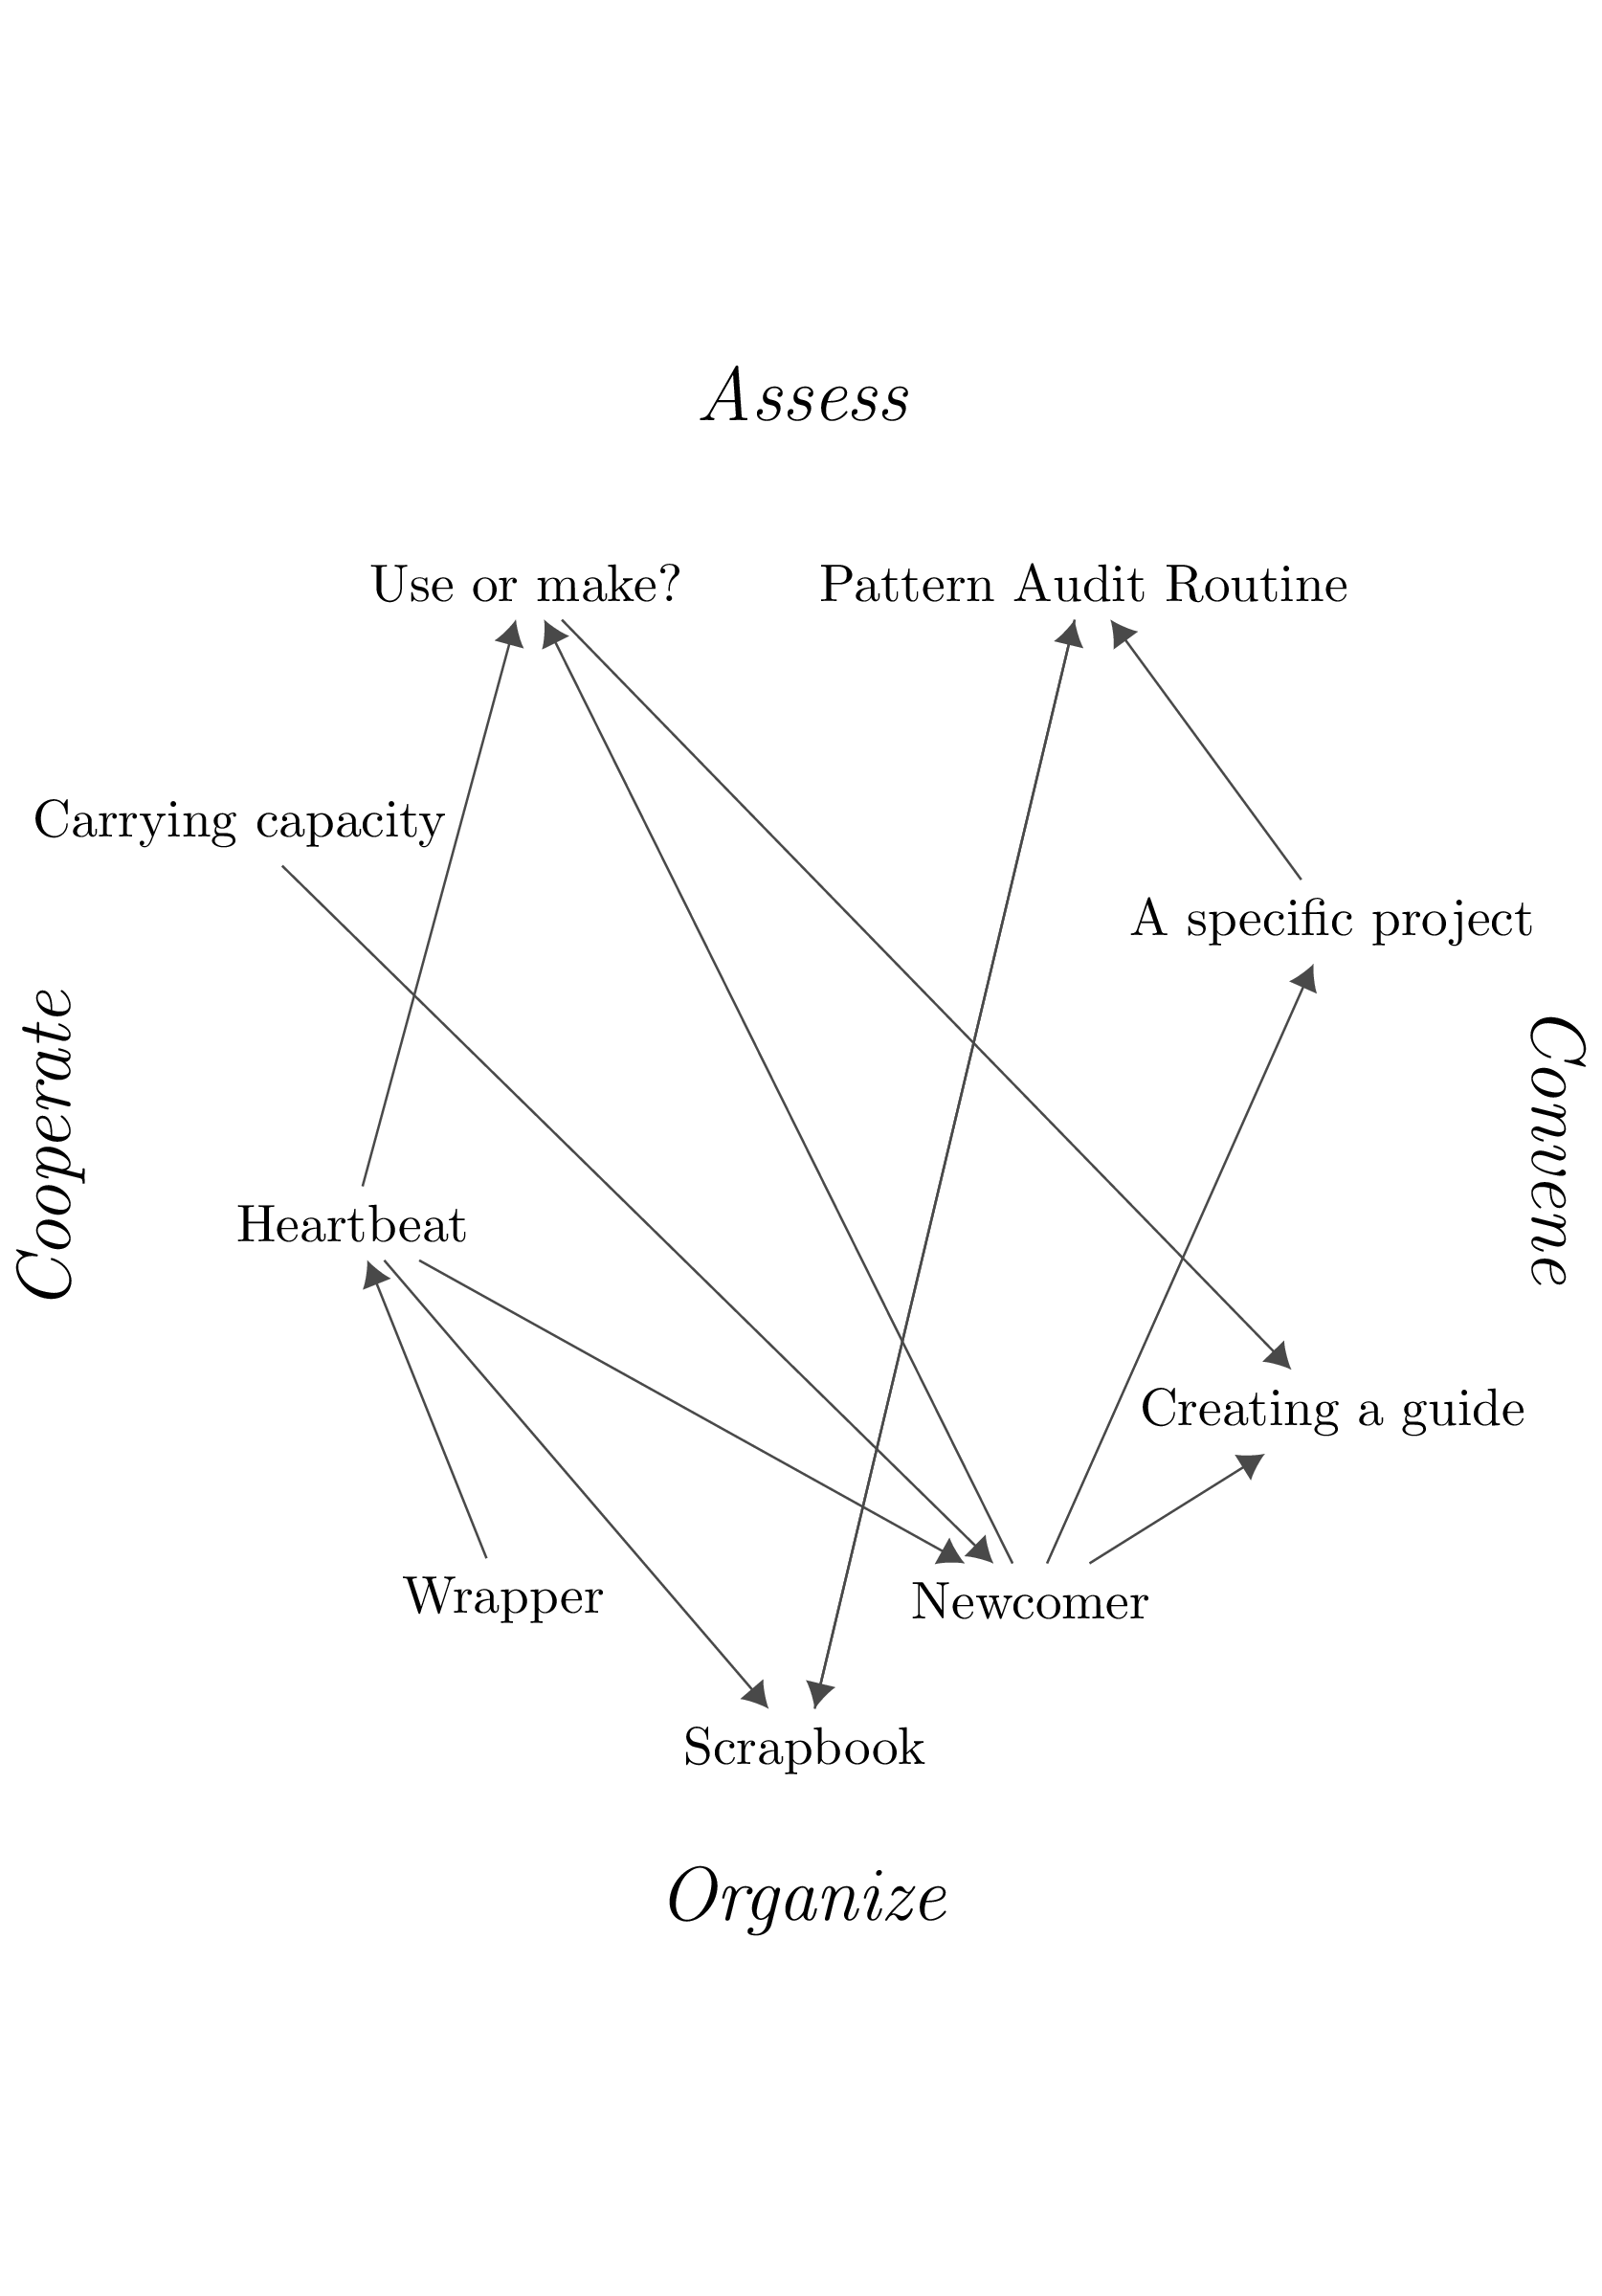 Assess
Use or make?
Pattern Audit Routine
Carrying capacity
A specific project
Cooperate
Convene
Heartbeat
Creating a guide
Wrapper
Newcomer
Scrapbook
Organize